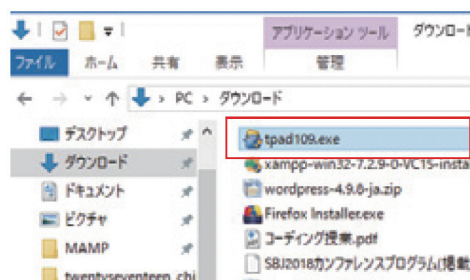 アプリケーション ツール ダウンロード
ファイル ホーム 共有 表示 管理
PC › ダウンロード
デスクトップ
tpad109.exe
ダウンロード
xampp-win32-7.2.9-0-VC15-insta
ドキュメント
wordpress-4.9.8-ja.zip
ピクチャ
Firefox Installer.exe
MAMP
コーディング授業.pdf
twentyseventeen_chi
SBJ2018カンファレンスプログラム(掲載